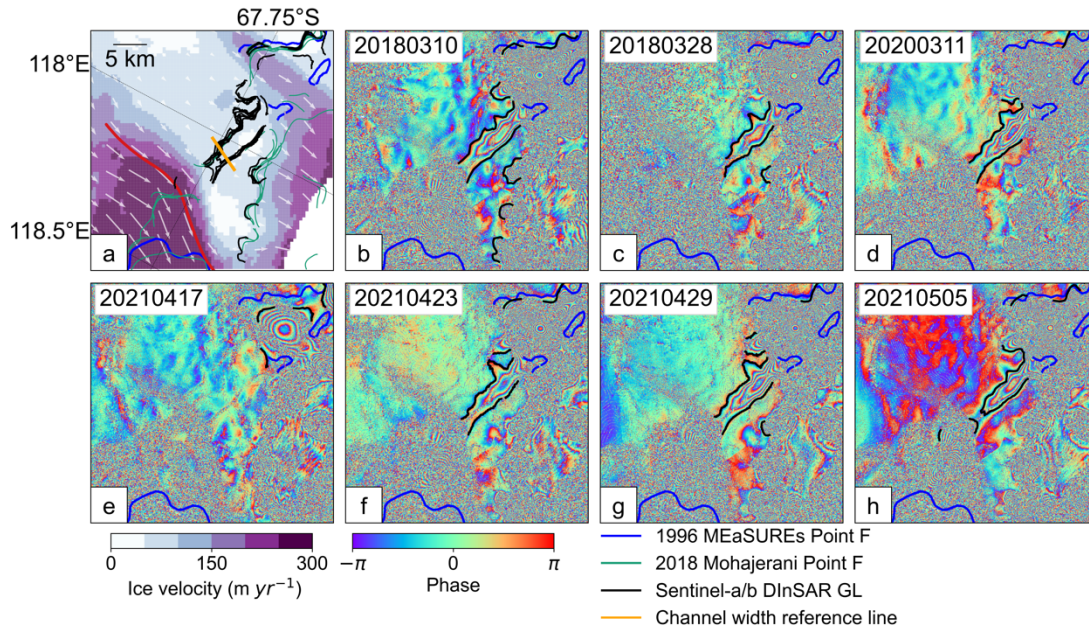 67.75°S
118°E
5 km
118.5°E
a
20180310
b
20180328
c
20200311
d
20210417
e
20210423
f
20210429
g
20210505
h
0 150 300
Ice velocity (m yr⁻¹)
−π 0 π
Phase
1996 MEaSUREs Point F
2018 Mohajerani Point F
Sentinel-a/b DInSAR GL
Channel width reference line